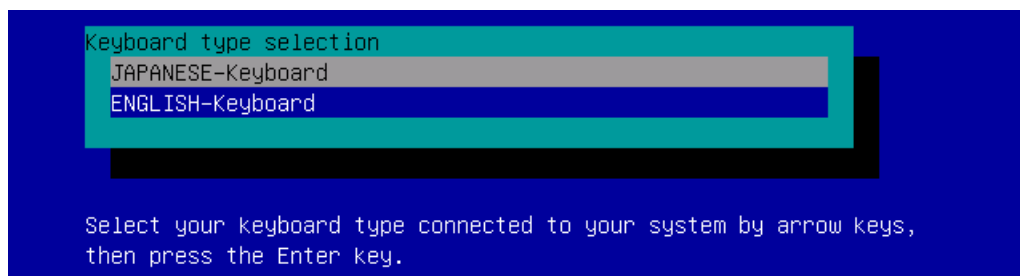 Keyboard type selection
JAPANESE-Keyboard
ENGLISH-Keyboard
Select your keyboard type connected to your system by arrow keys,
then press the Enter key.